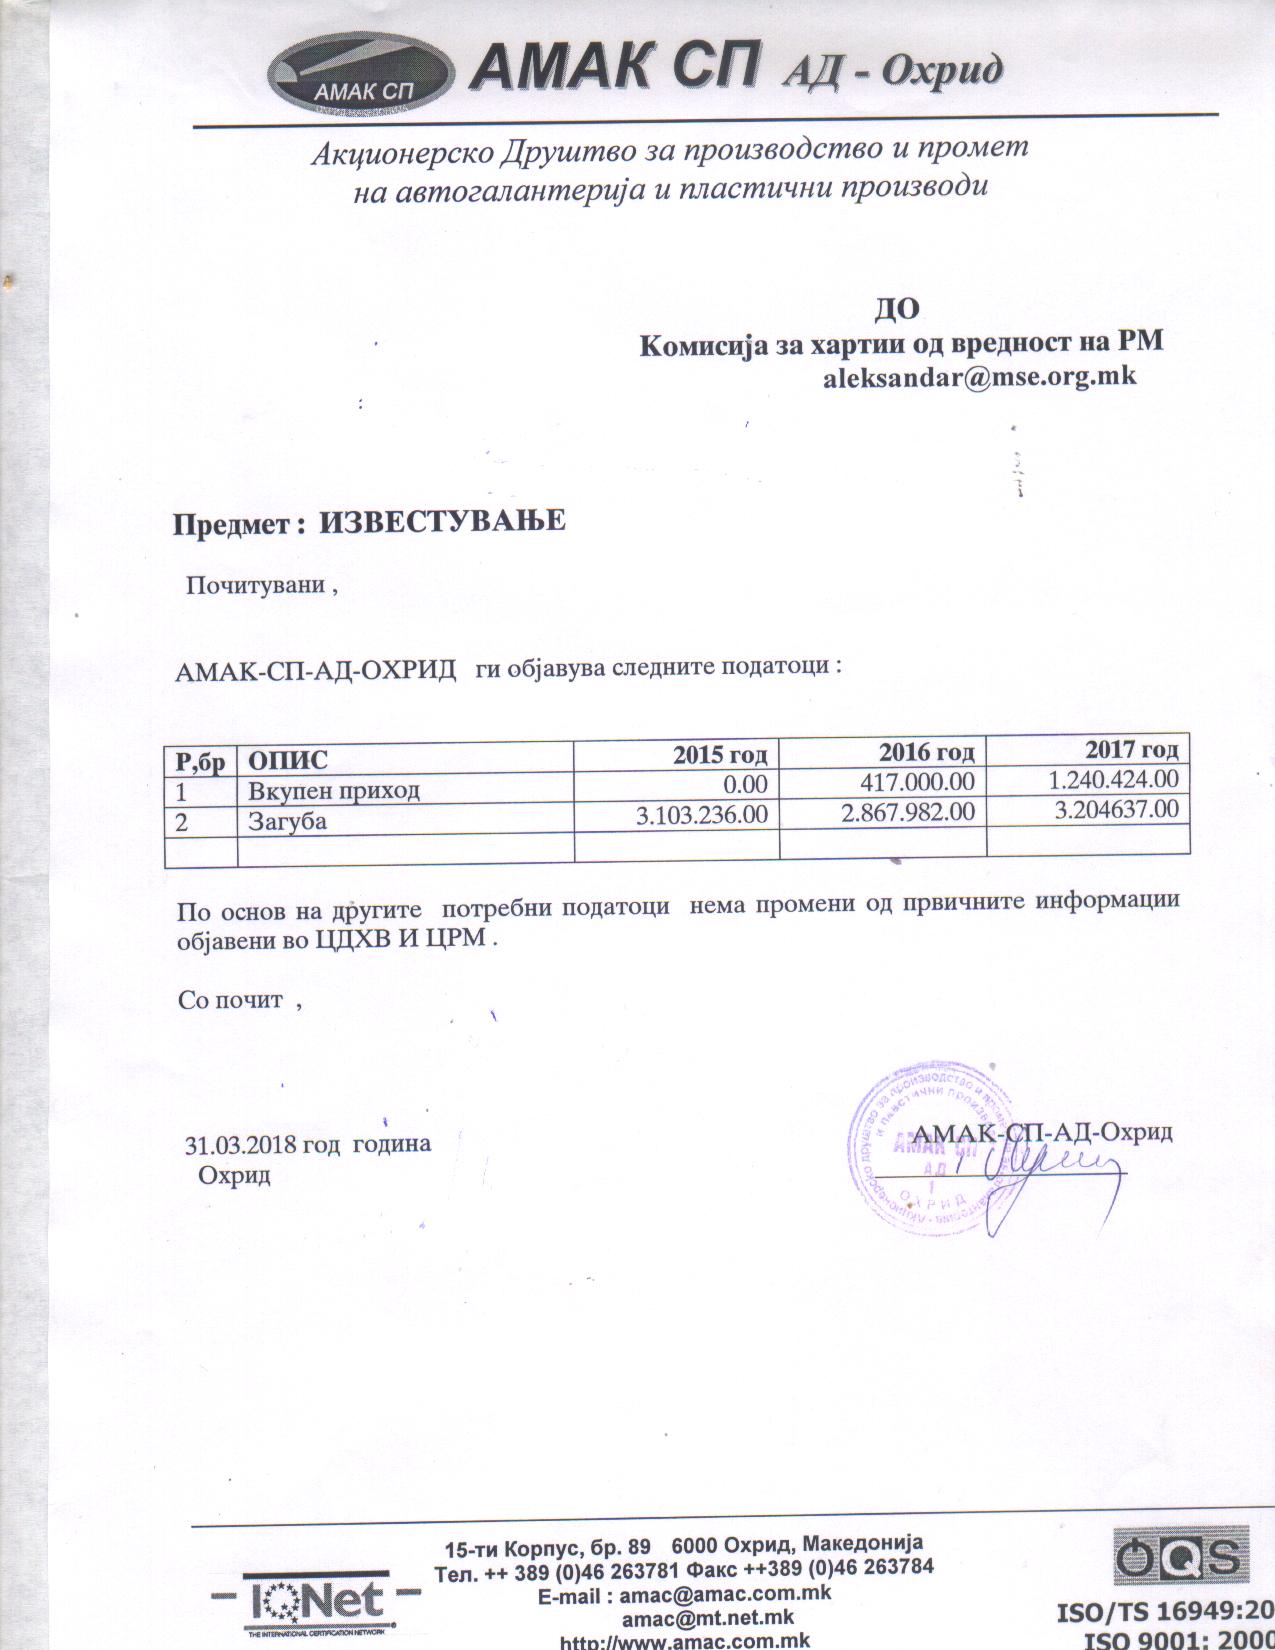 АМАК СП
АМАК СП АД - Охрид
Акционерско Друштво за производство и промет
на автогалантерија и пластични производи
ДО
Комисија за хартии од вредност на РМ
aleksandar@mse.org.mk
Предмет : ИЗВЕСТУВАЊЕ
Почитувани ,
АМАК-СП-АД-ОХРИД ги објавува следните податоци :
Р,бр ОПИС 2015 год 2016 год 2017 год
1 Вкупен приход 0.00 417.000.00 1.240.424.00
2 Загуба 3.103.236.00 2.867.982.00 3.204637.00
По основ на другите потребни податоци нема промени од првичните информации
објавени во ЦДХВ И ЦРМ .
Со почит ,
31.03.2018 год година
Охрид
АМАК-СП-АД-Охрид
АМАК СП
АД
1
ОХРИД
15-ти Корпус, бр. 89 6000 Охрид, Македонија
Тел. ++ 389 (0)46 263781 Факс ++389 (0)46 263784
E-mail : amac@amac.com.mk
amac@mt.net.mk
http://www.amac.com.mk
IQNet
THE INTERNATIONAL CERTIFICATION NETWORK
OQS
ISO/TS 16949:20
ISO 9001: 2000